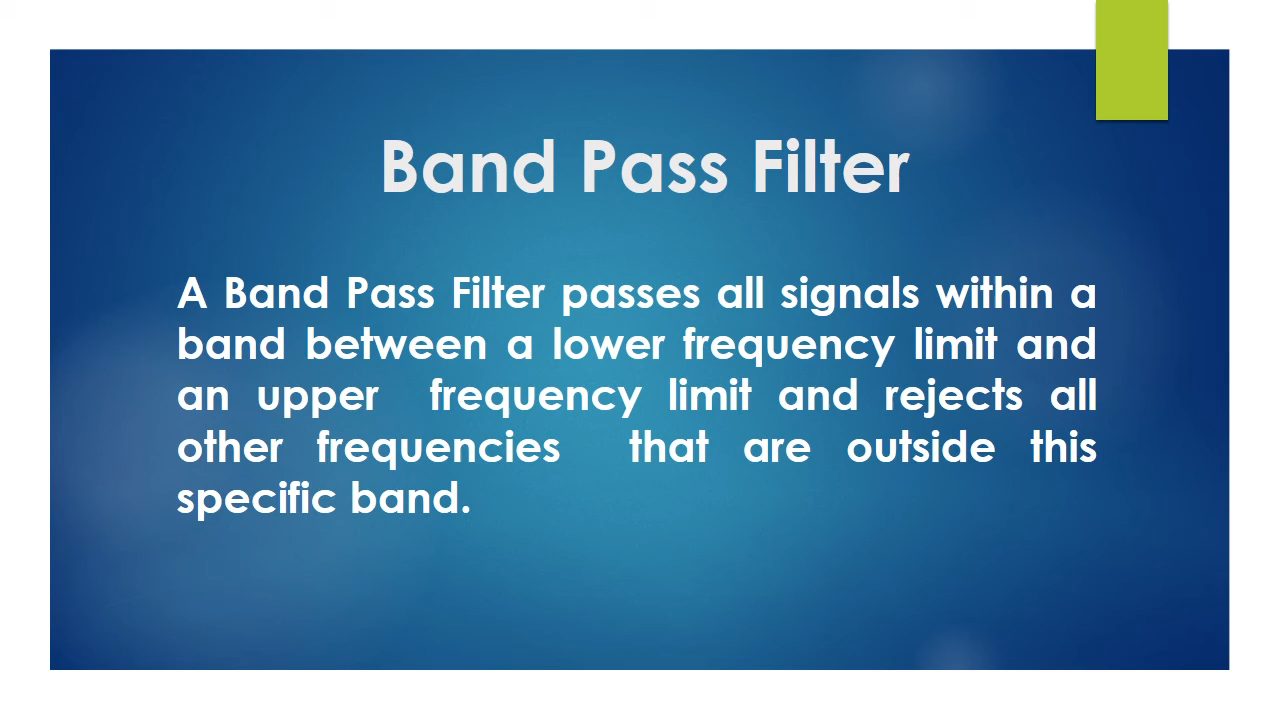 Band Pass Filter
A Band Pass Filter passes all signals within a
band between a lower frequency limit and
an upper frequency limit and rejects all
other frequencies that are outside this
specific band.